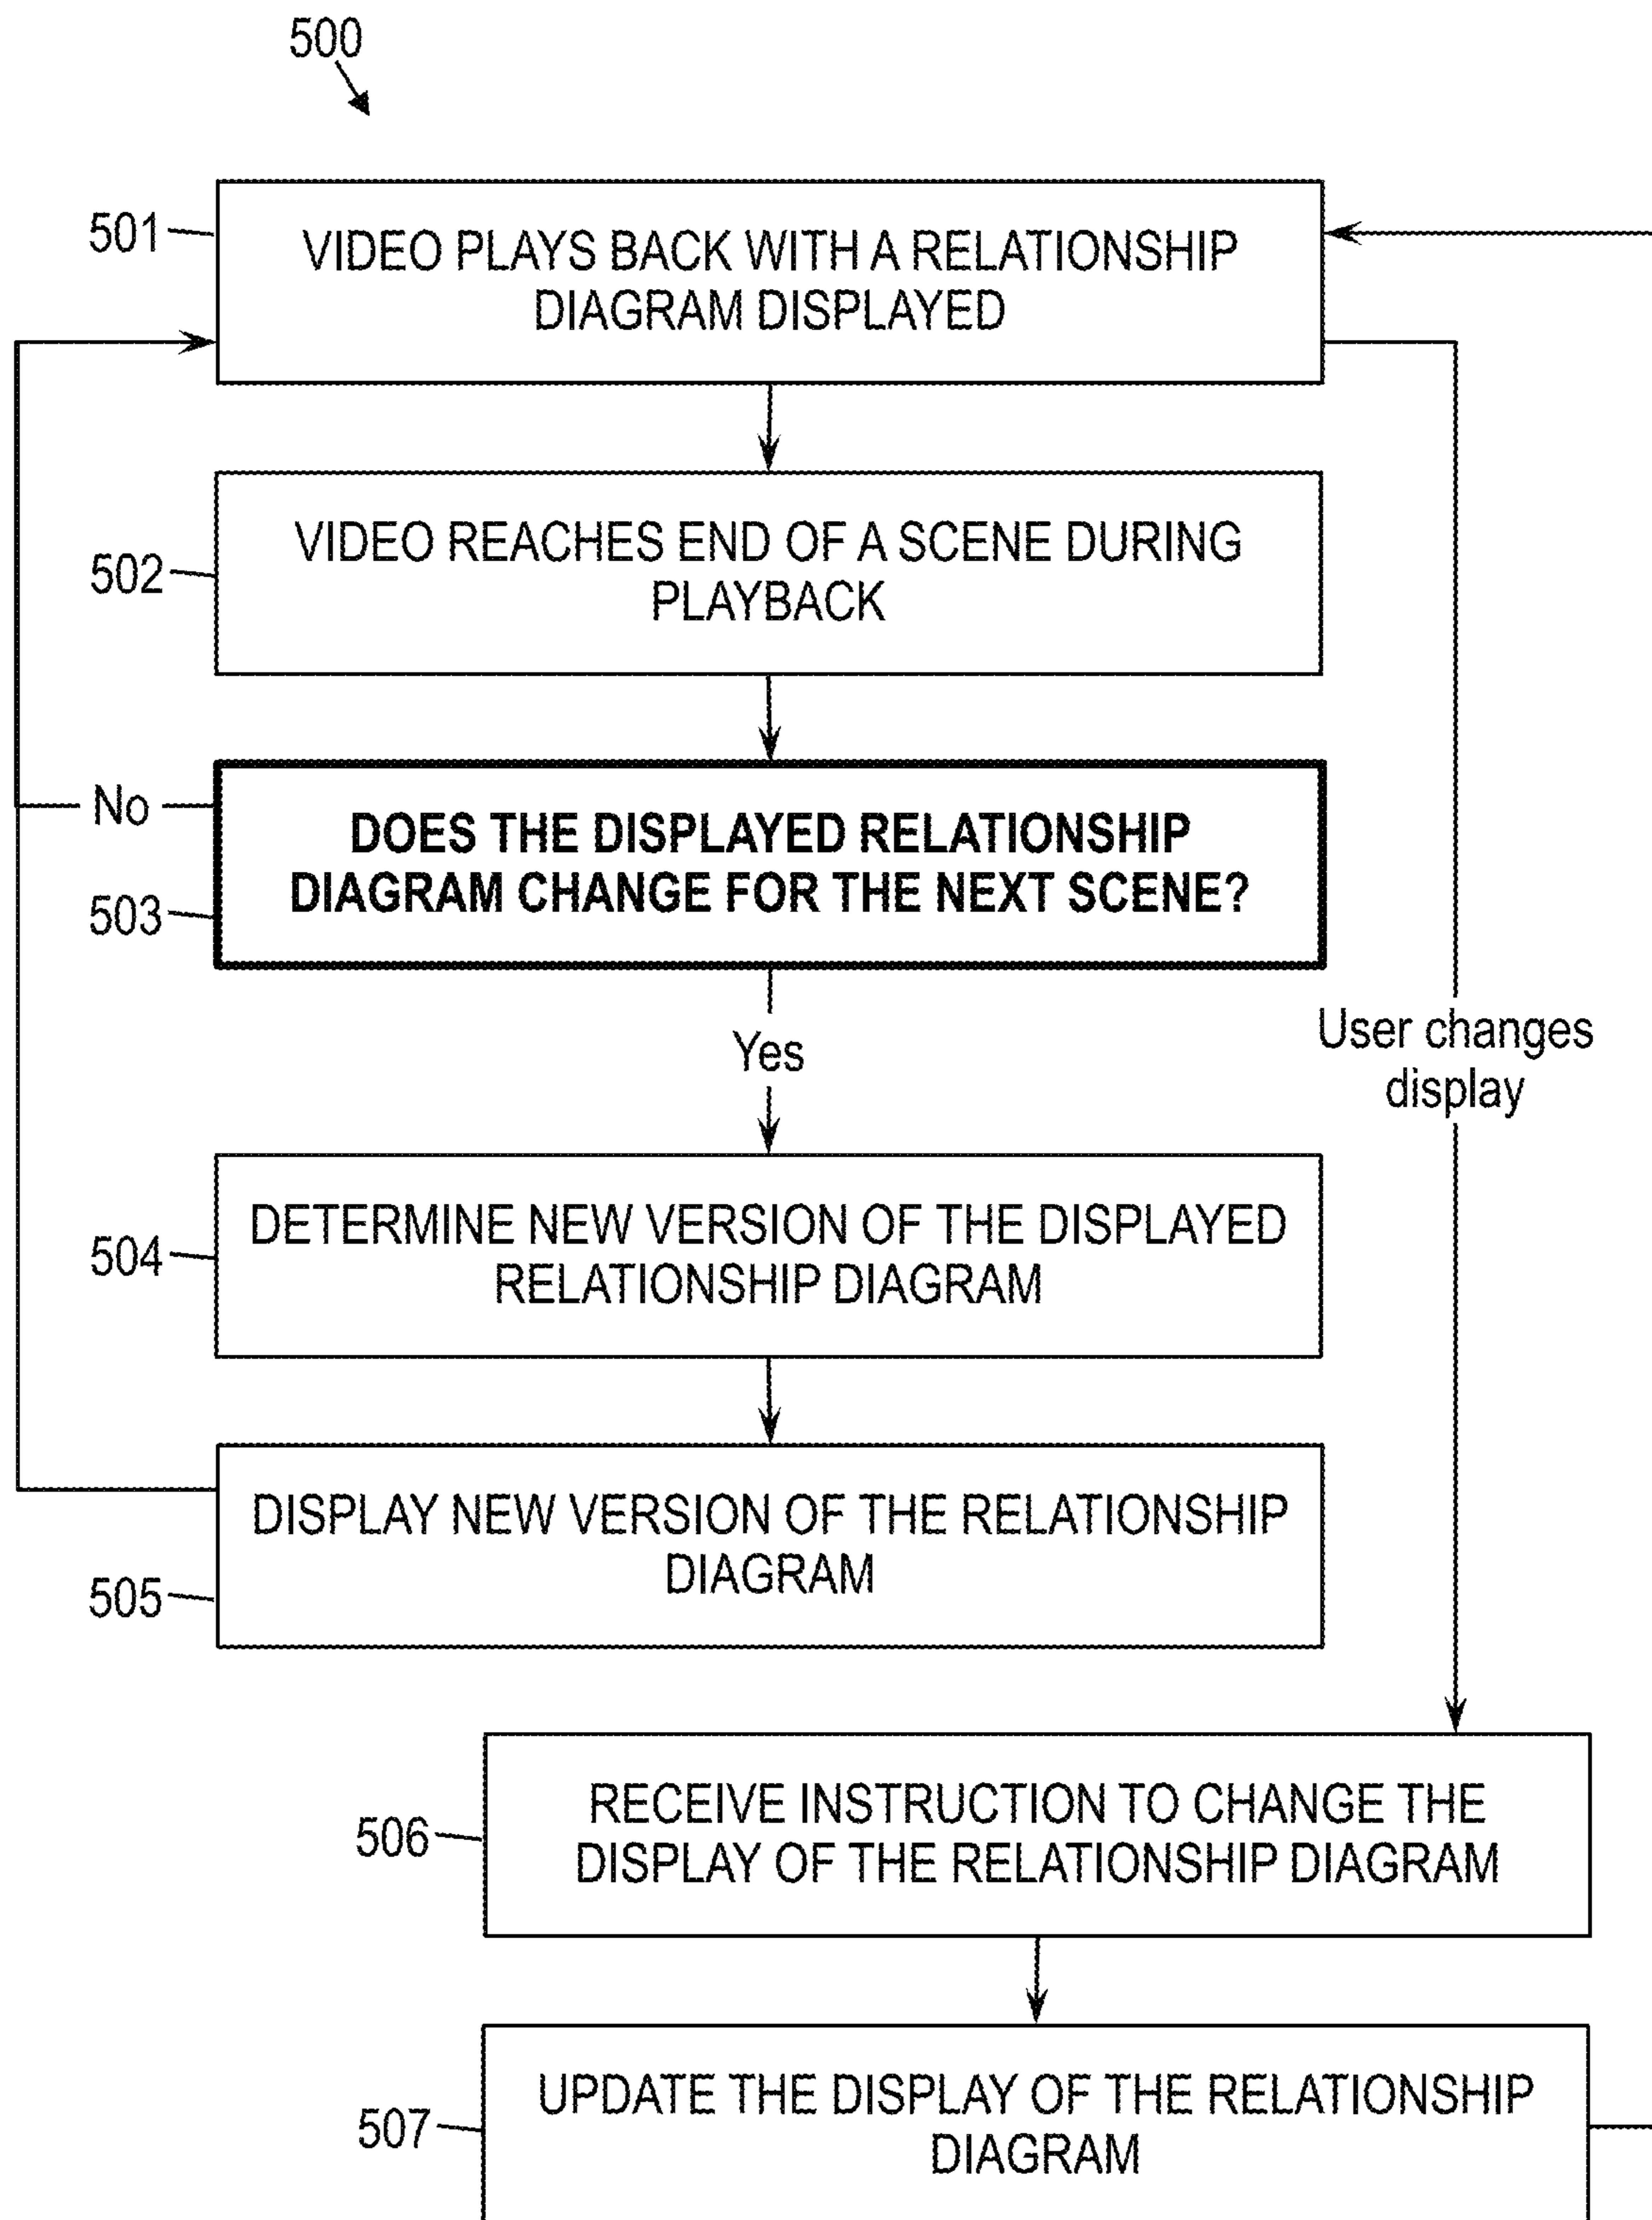 500
501
VIDEO PLAYS BACK WITH A RELATIONSHIP
DIAGRAM DISPLAYED
502
VIDEO REACHES END OF A SCENE DURING
PLAYBACK
No
503
DOES THE DISPLAYED RELATIONSHIP
DIAGRAM CHANGE FOR THE NEXT SCENE?
Yes
User changes
display
504
DETERMINE NEW VERSION OF THE DISPLAYED
RELATIONSHIP DIAGRAM
505
DISPLAY NEW VERSION OF THE RELATIONSHIP
DIAGRAM
506
RECEIVE INSTRUCTION TO CHANGE THE
DISPLAY OF THE RELATIONSHIP DIAGRAM
507
UPDATE THE DISPLAY OF THE RELATIONSHIP
DIAGRAM